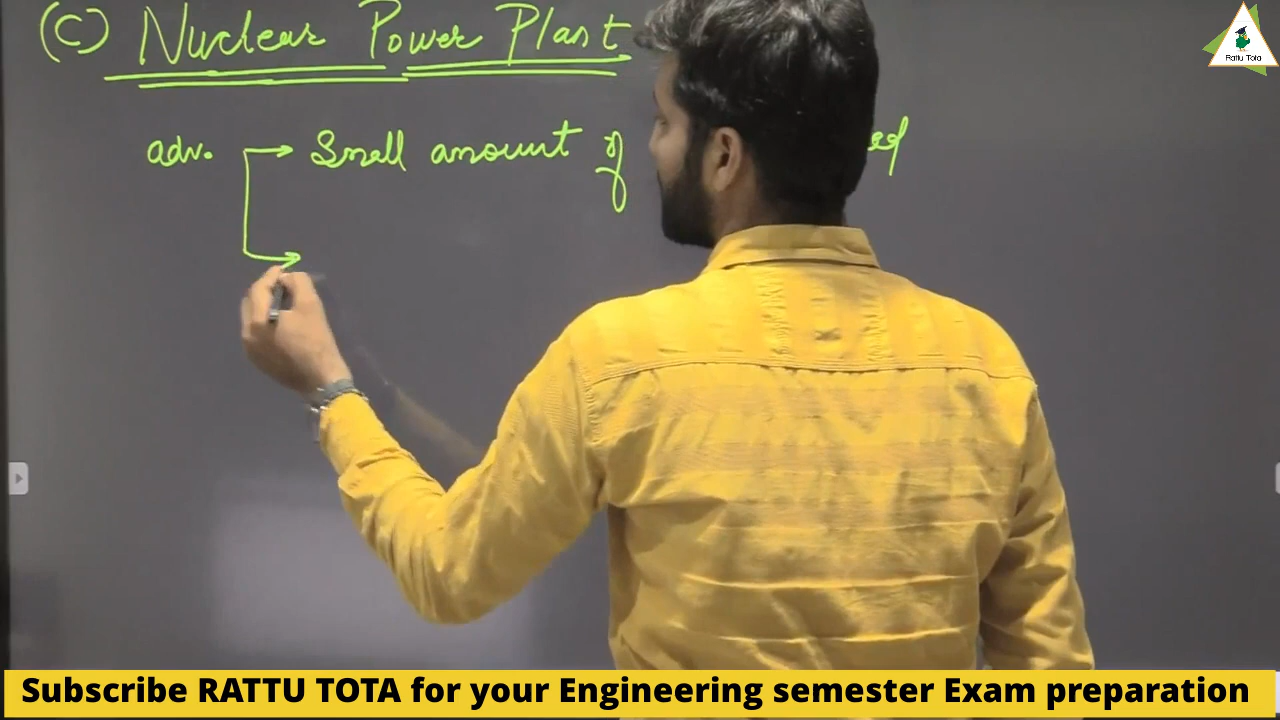 (C) Nuclear Power Plant
Rattu Tota
adv. → Small amount of
Subscribe RATTU TOTA for your Engineering semester Exam preparation